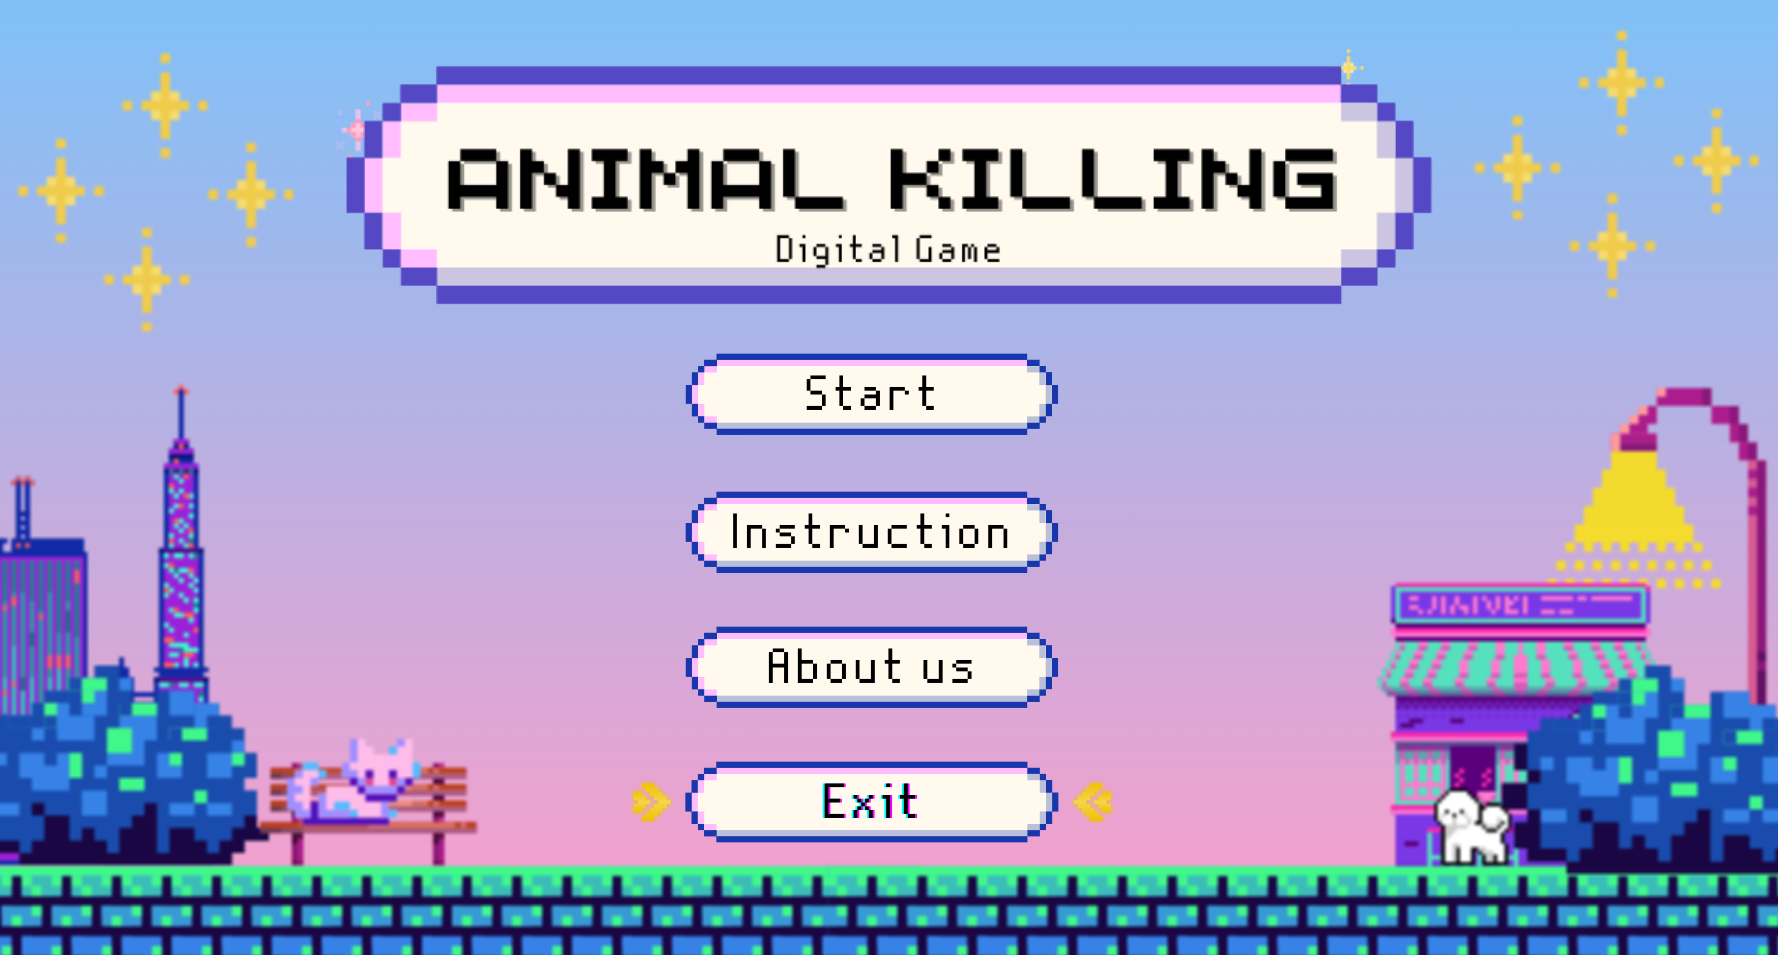 ANIMAL KILLING
Digital Game
Start
Instruction
About us
Exit